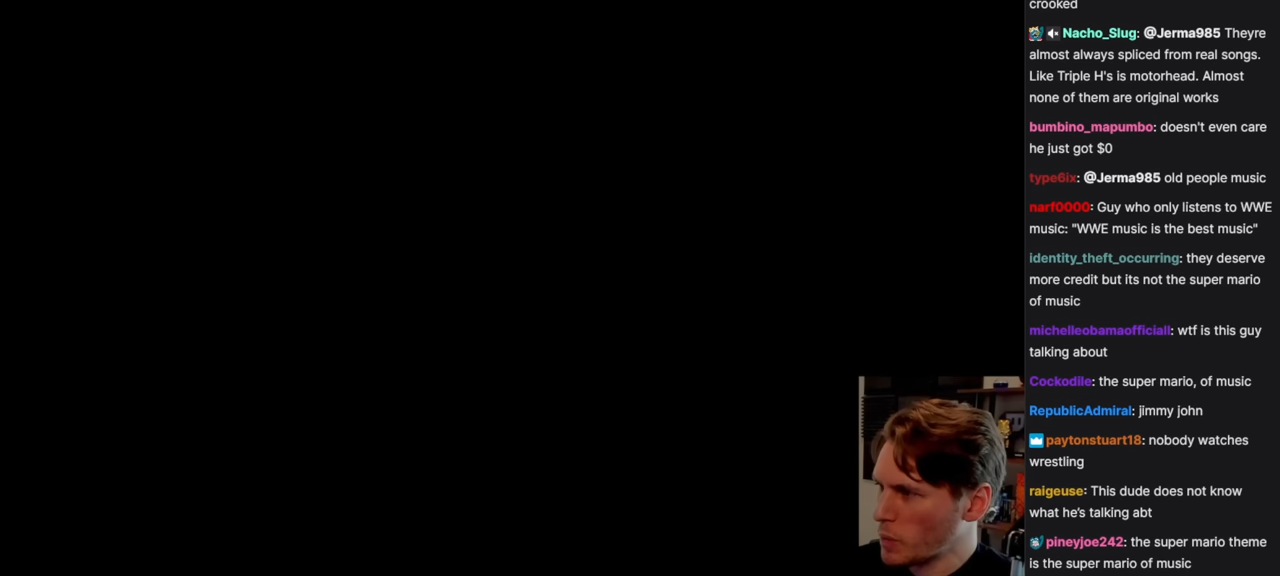 crooked
Nacho_Slug: @Jerma985 Theyre
almost always spliced from real songs.
Like Triple H's is motorhead. Almost
none of them are original works
bumbino_mapumbo: doesn't even care
he just got $0
type6ix: @Jerma985 old people music
narf0000: Guy who only listens to WWE
music: "WWE music is the best music"
identity_theft_occurring: they deserve
more credit but its not the super mario
of music
michelleobamaofficiall: wtf is this guy
talking about
Cockodile: the super mario, of music
RepublicAdmiral: jimmy john
paytonstuart18: nobody watches
wrestling
raigeuse: This dude does not know
what he's talking abt
pineyjoe242: the super mario theme
is the super mario of music